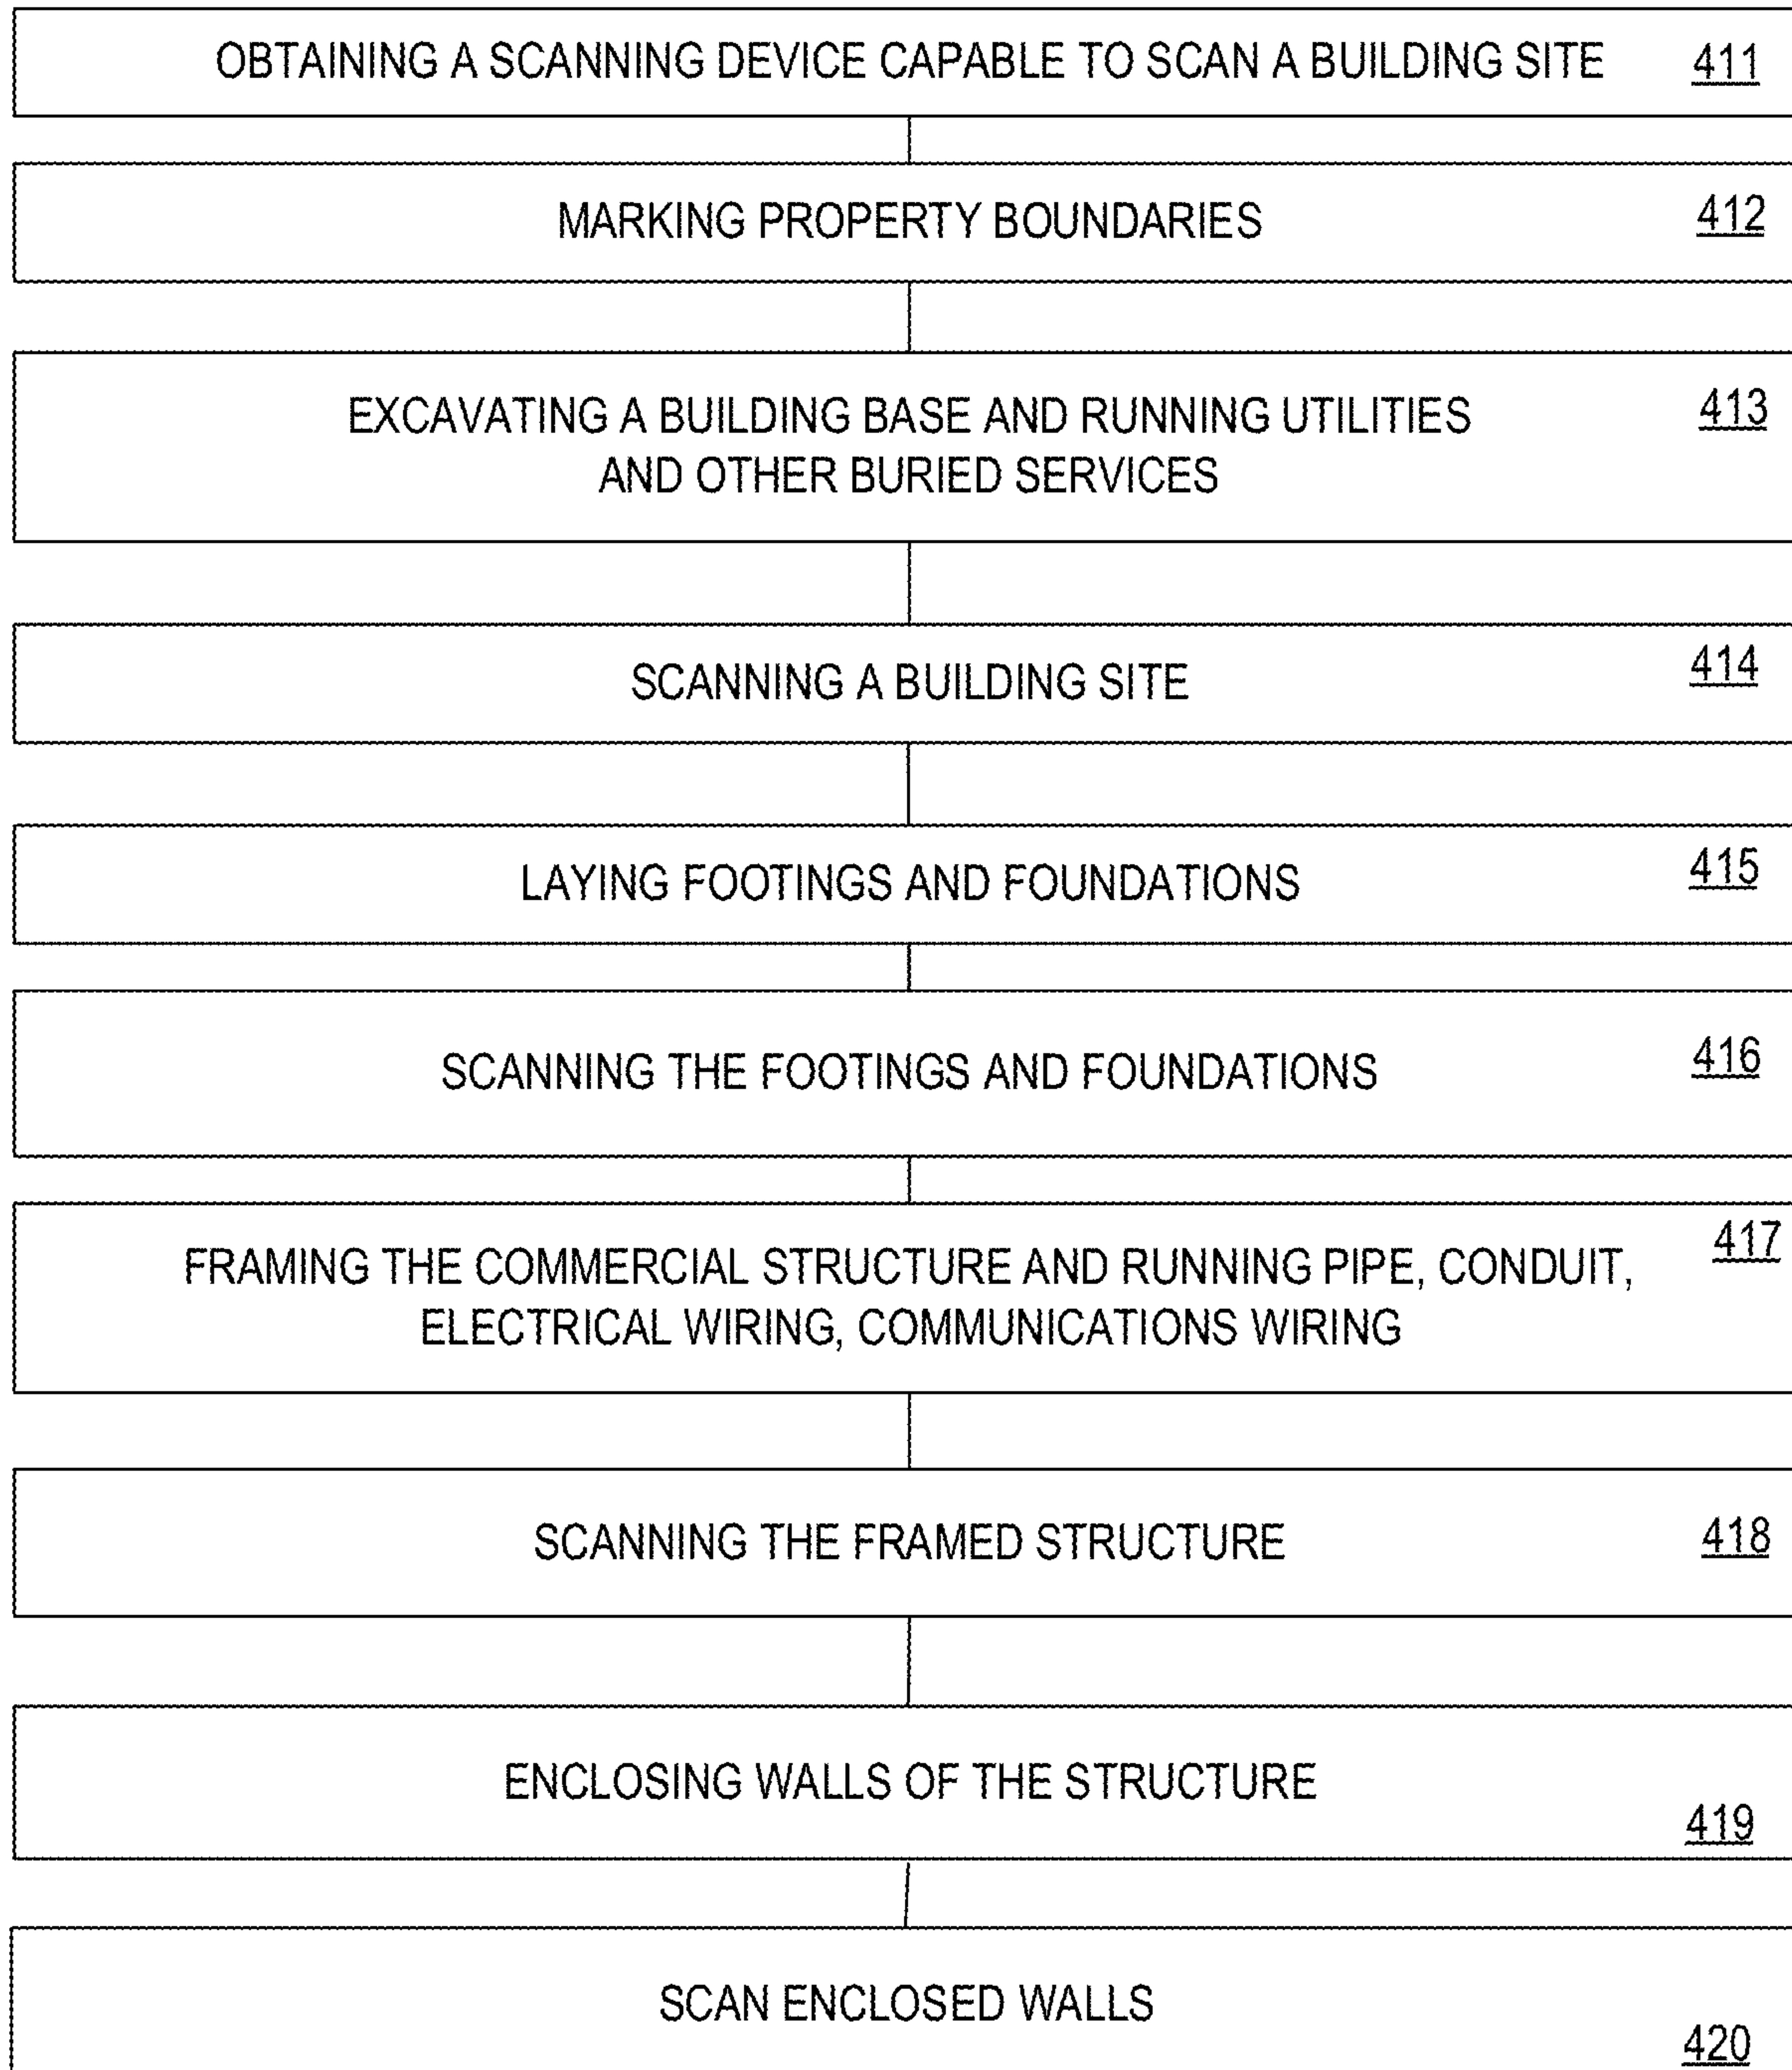 OBTAINING A SCANNING DEVICE CAPABLE TO SCAN A BUILDING SITE 411
MARKING PROPERTY BOUNDARIES 412
EXCAVATING A BUILDING BASE AND RUNNING UTILITIES 413
AND OTHER BURIED SERVICES
SCANNING A BUILDING SITE 414
LAYING FOOTINGS AND FOUNDATIONS 415
SCANNING THE FOOTINGS AND FOUNDATIONS 416
FRAMING THE COMMERCIAL STRUCTURE AND RUNNING PIPE, CONDUIT, 417
ELECTRICAL WIRING, COMMUNICATIONS WIRING
SCANNING THE FRAMED STRUCTURE 418
ENCLOSING WALLS OF THE STRUCTURE
419
SCAN ENCLOSED WALLS
420